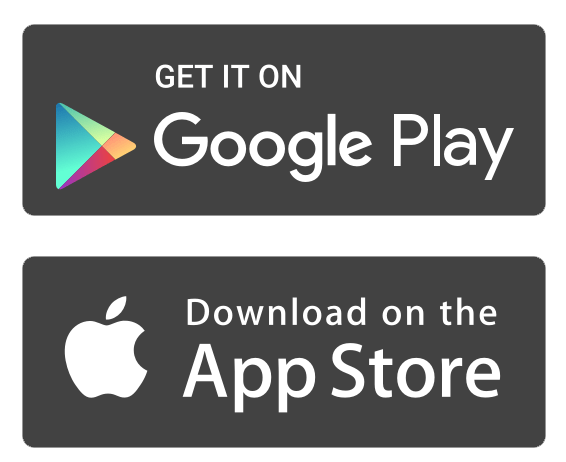 GET IT ON
Google Play
Download on the
App Store